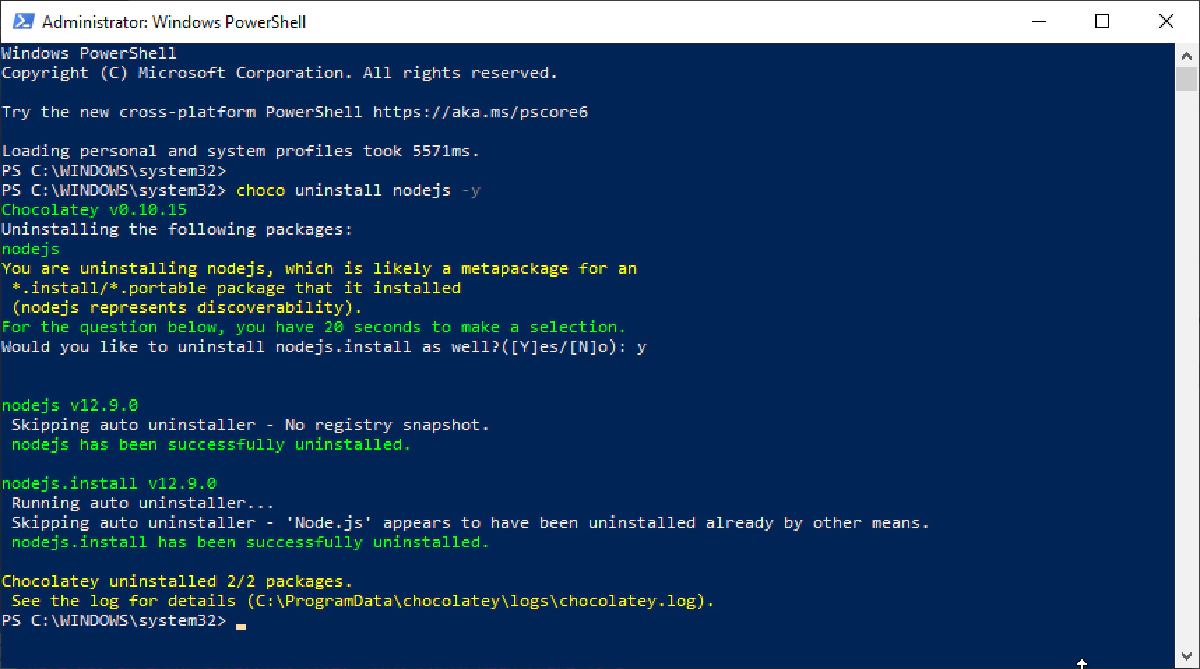 Administrator: Windows PowerShell
Windows PowerShell
Copyright (C) Microsoft Corporation. All rights reserved.
Try the new cross-platform PowerShell https://aka.ms/pscore6
Loading personal and system profiles took 5571ms.
PS C:\WINDOWS\system32>
PS C:\WINDOWS\system32> choco uninstall nodejs -y
Chocolatey v0.10.15
Uninstalling the following packages:
nodejs
You are uninstalling nodejs, which is likely a metapackage for an
*.install/*.portable package that it installed
(nodejs represents discoverability).
For the question below, you have 20 seconds to make a selection.
Would you like to uninstall nodejs.install as well?([Y]es/[N]o): y
nodejs v12.9.0
Skipping auto uninstaller - No registry snapshot.
nodejs has been successfully uninstalled.
nodejs.install v12.9.0
Running auto uninstaller...
Skipping auto uninstaller - 'Node.js' appears to have been uninstalled already by other means.
nodejs.install has been successfully uninstalled.
Chocolatey uninstalled 2/2 packages.
See the log for details (C:\ProgramData\chocolatey\logs\chocolatey.log).
PS C:\WINDOWS\system32>